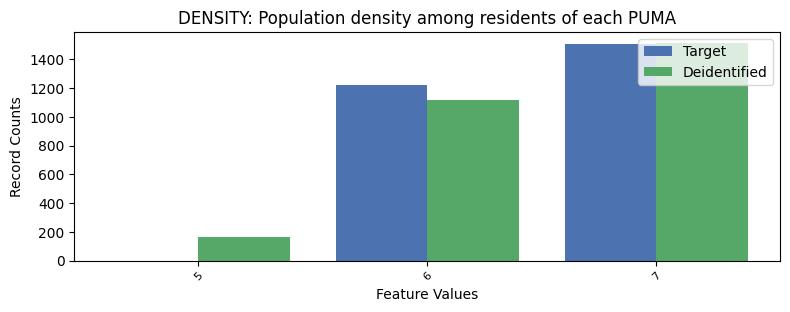 DENSITY: Population density among residents of each PUMA
Target
Deidentified
1400
1200
1000
800
600
400
200
0
Record Counts
5
6
7
Feature Values